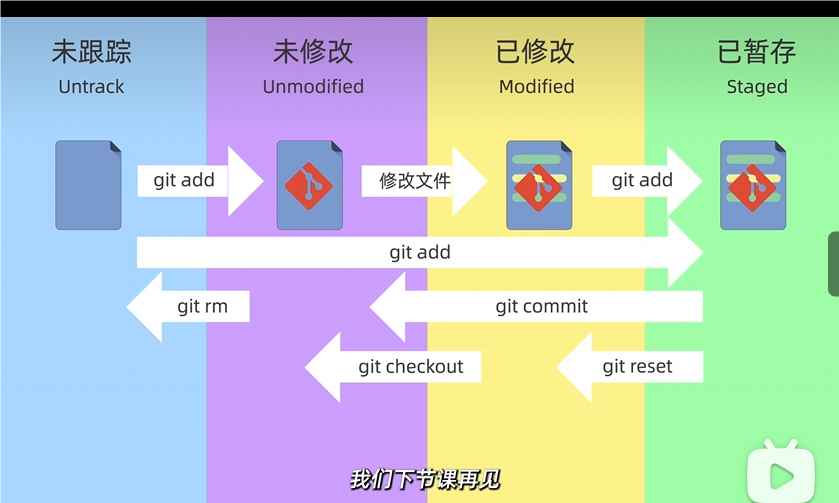 未跟踪
未修改
已修改
已暂存
Untrack
Unmodified
Modified
Staged
git add
修改文件
git add
git add
git rm
git commit
git checkout
git reset
我们下节课再见